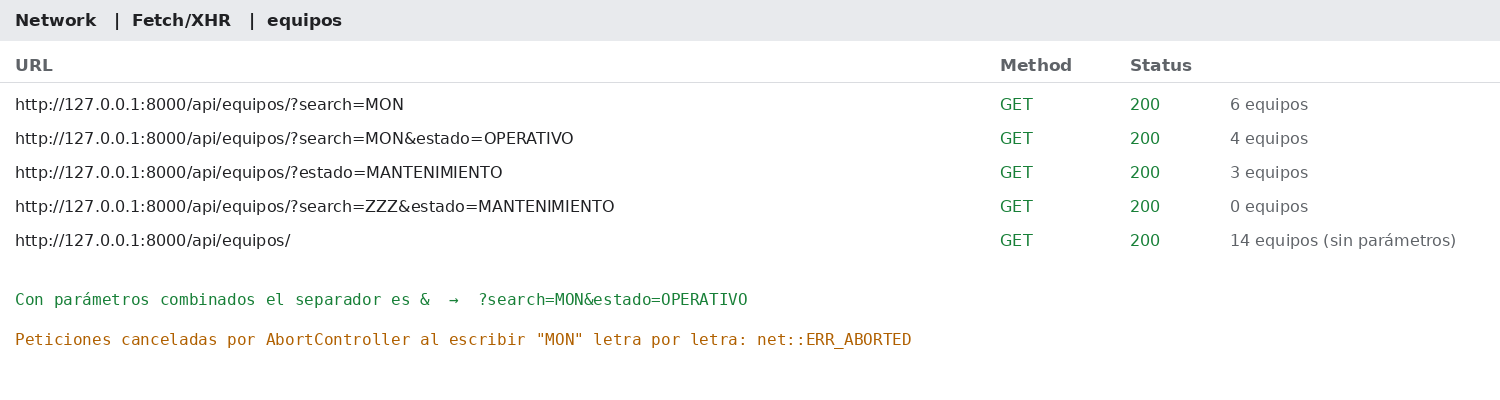 Network | Fetch/XHR | equipos
URL Method Status
http://127.0.0.1:8000/api/equipos/?search=MON GET 200 6 equipos
http://127.0.0.1:8000/api/equipos/?search=MON&estado=OPERATIVO GET 200 4 equipos
http://127.0.0.1:8000/api/equipos/?estado=MANTENIMIENTO GET 200 3 equipos
http://127.0.0.1:8000/api/equipos/?search=ZZZ&estado=MANTENIMIENTO GET 200 0 equipos
http://127.0.0.1:8000/api/equipos/ GET 200 14 equipos (sin parámetros)
Con parámetros combinados el separador es & → ?search=MON&estado=OPERATIVO
Peticiones canceladas por AbortController al escribir "MON" letra por letra: net::ERR_ABORTED